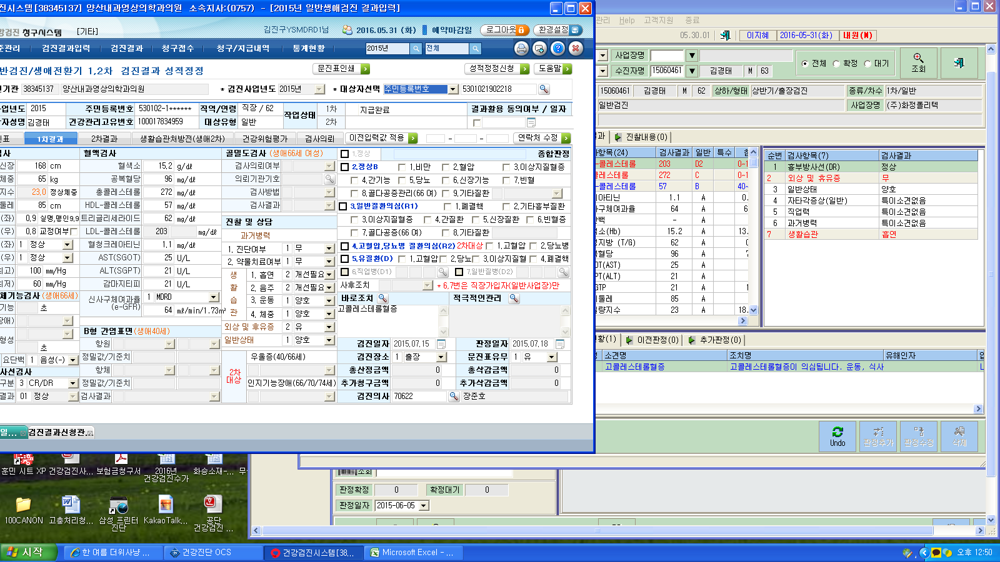 진시스템[38345137] 양산내과영상의학과의원 소속지사:(0757) - [2015년 일반생애검진 결과입력]
강검진 청구시스템 [기타] 김진구YSMDRD1님 2016.05.31 (화) 예약마감일 로그아웃 환경설정
준관리 검진결과입력 검진결과 청구접수 청구/지급내역 통계현황 2015년 전체
반검진/생애전환기 1,2차 검진결과 성적정정 문진표인쇄 성적정정신청 도움말
진기관 38345137 양산내과영상의학과의원 * 검진사업년도 2015년 * 대상자선택 주민등록번호 5301021902218
업년도 2015 주민등록번호 530102-1****** 직역/연령 직장 / 62 작업상태 1차 지급완료 결과활용 동의여부 / 일자
자성명 김경태 건강관리고유번호 100017834959 대상유형 일반 2차
진표 1차결과 2차결과 생활습관처방전(생애2차) 건강위험평가 검사의뢰 이전입력값 적용 - - 연락처 수정
검사 혈액검사 골밀도검사 (생애66세 여성) 1.정상 종합판정
신장 168 cm 혈색소 15.2 g/dℓ 검사의뢰여부 2.정상B 1.비만 2.혈압 3.이상지질혈증
체중 65 kg 공복혈당 96 mg/dℓ 의뢰기관기호 4.간기능 5.당뇨 6.신장기능 7.빈혈
지수 23.0 정상체중 총콜레스테롤 272 mg/dℓ 검사방법 8.골다공증관리(66 여) 9.기타질환
둘레 85 cm HDL-콜레스테롤 57 mg/dℓ 검사결과 3.일반질환의심(R1) 1.폐결핵 2.기타흉부질환
(좌) 0.9 실명,맹인9.9 트리글리세라이드 62 mg/dℓ 진찰 및 상담 3.이상지질혈증 4.간질환 5.신장질환 6.빈혈증
(우) 0.8 교정여부 LDL-콜레스테롤 203 mg/dℓ 과거병력 7.골다공증(66 여) 8.기타질환
(좌) 1 정상 혈청크레아티닌 1.1 mg/dℓ 1. 진단여부 1 무 4.고혈압,당뇨병 질환의심(R2) 2차대상 1.고혈압 2.당뇨병
(우) 1 정상 AST(SGOT) 25 U/L 2. 약물치료여부 1 무 5.유질환(D) 1.고혈압 2.당뇨 3.이상지질혈 4.폐결핵
최고) 100 mm/Hg ALT(SGPT) 21 U/L 생활습관 1. 흡연 2 개선필요 6.직업병(D1) 7.일반질병(D2)
최저) 60 mm/Hg 감마지티피 21 U/L 2. 음주 2 개선필요 사후조치 * 6,7번은 직장가입자(일반사업장)만
체기능검사 (생애66세) 신사구체여과율 (e-GFR) 1 MDRD 3. 운동 1 양호 바로조치 적극적인관리
기능 초 64 mℓ/min/1.73m² 4. 체중 1 양호 고콜레스테롤혈증
장애) 외상 및 후유증 2 유
형성 B형 간염표면(생애40세) 일반상태 1 양호 검진일자 2015.07.15 판정일자 2015.07.18
초 항원 우울증(40/66세) 검진장소 1 출장 문진표유무 1 유
요단백 1 음성(-) 정밀값/기준치 2차대상 총산정금액 0 총삭감금액 0
사선검사 항체 인지기능장애(66/70/74세) 추가청구금액 0 추가삭감금액 0
구분 3 CR/DR 정밀값/기준치 검진의사 70622 장준호
결과 01 정상 검사결과
일... 검진결과신청관...
관리 Help 고객지원 종료
05.30.01 이지혜 2016-05-31(화) 내원(M)
사업장명 전체 확정 대기 조회
수진자명 15060461 김경태 M 63
15060461 김경태 M 62 상하/형태 상반기/출장검진 종류/차수 1차/일반
일반검진 사업장명 (주)화정폴리텍
과 진찰내용(0)
사항목(24) 검사결과 일반 특수 참
-콜레스테롤 203 D2 0~1
콜레스테롤 272 C 0~1
-콜레스테롤 57 B 40~
아티닌 1.1 A 0.
사구체여과율 64 A 6
단백 - A
색소(Hb) 15.2 A 13.
성지방 (T/G) 62 A
복혈당 96 A 7
OT(AST) 25 A
PT(ALT) 21 A
GTP 21 A 1
리둘레 85 A
질량지수 23 A 18.
순번 검사항목(7) 검사결과
1 흉부방사선(DR) 정상
2 외상 및 후유증 무
3 일반상태 양호
4 자타각증상(일반) 특이소견없음
5 직업력 특이소견없음
6 과거병력 특이소견없음
7 생활습관 흡연
현황(1) 이전판정(0) 추가판정(0)
소견명 조치명 유해인자
고콜레스테롤혈증 고콜레스테롤혈증이 의심됩니다. 운동, 식사
Undo 판정추가 판정수정 삭제
조회
판정확정 0 확정대기 0
판정일자 2015-06-05
훈민 시트 XP 건강검진사... 보험금청구서 2016년 건강검진수가 화승소재-...
100CANON 고충처리청... 삼성 프린터 진단 KakaoTalk... 공단 건강검진 ...
시작 한 여름 더위사냥 ... 건강진단 OCS 건강검진시스템[38... Microsoft Excel - ... 오후 12:50